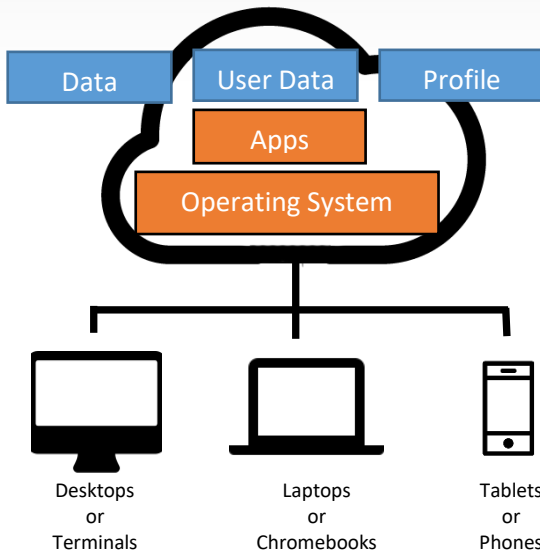 Data
User Data
Profile
Apps
Operating System
Desktops
or
Terminals
Laptops
or
Chromebooks
Tablets
or
Phones